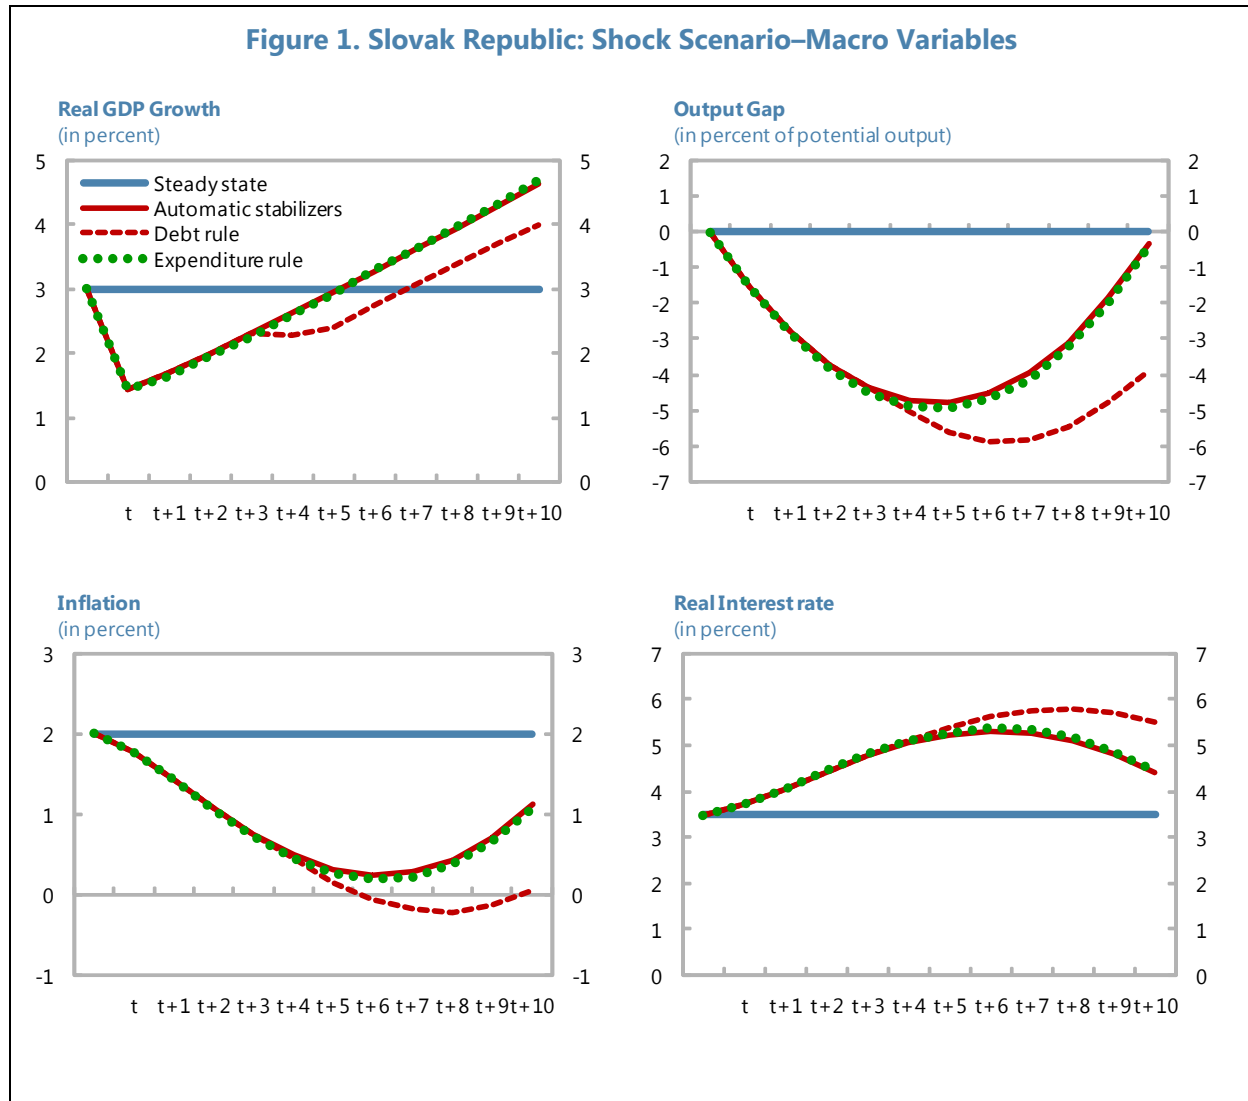 Figure 1. Slovak Republic: Shock Scenario–Macro Variables
Real GDP Growth
(in percent)
5 5
4 4
3 3
2 2
1 1
0 0
Steady state
Automatic stabilizers
Debt rule
Expenditure rule
t t+1 t+2 t+3 t+4 t+5 t+6 t+7 t+8 t+9 t+10
Output Gap
(in percent of potential output)
2 2
1 1
0 0
-1 -1
-2 -2
-3 -3
-4 -4
-5 -5
-6 -6
-7 -7
t t+1 t+2 t+3 t+4 t+5 t+6 t+7 t+8 t+9 t+10
Inflation
(in percent)
3 3
2 2
1 1
0 0
-1 -1
t t+1 t+2 t+3 t+4 t+5 t+6 t+7 t+8 t+9 t+10
Real Interest rate
(in percent)
7 7
6 6
5 5
4 4
3 3
2 2
1 1
0 0
t t+1 t+2 t+3 t+4 t+5 t+6 t+7 t+8 t+9 t+10